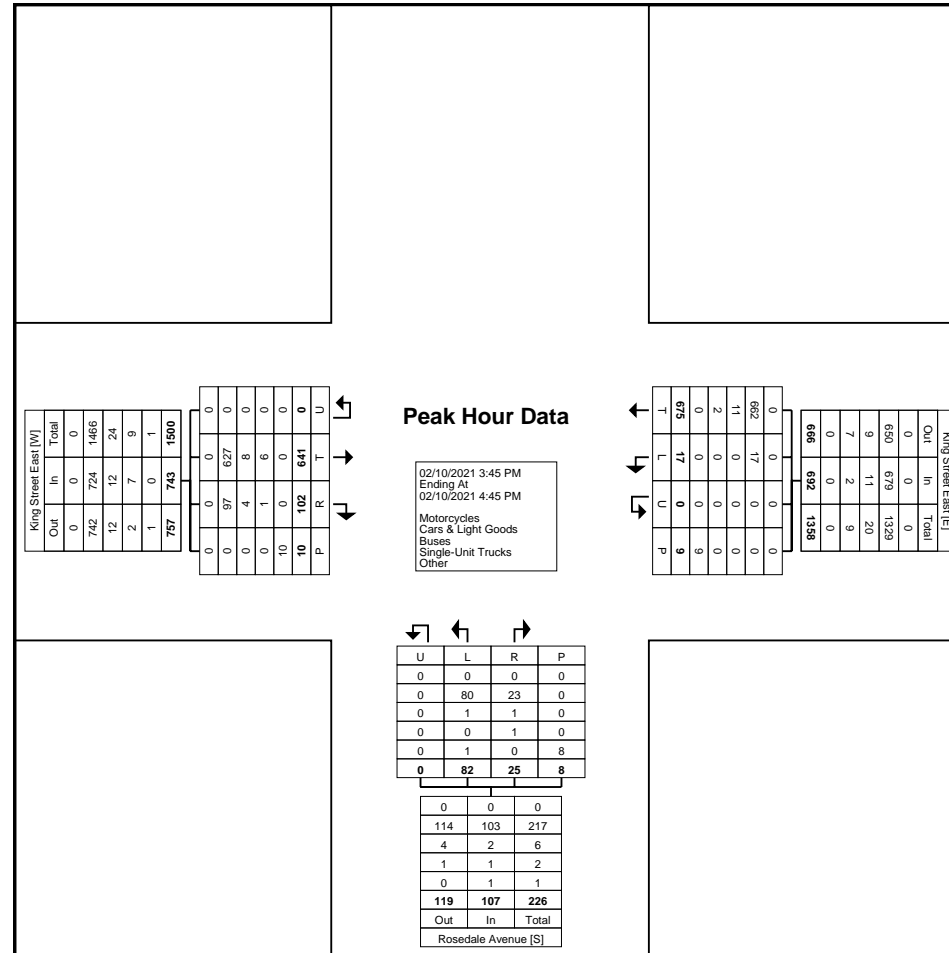 Peak Hour Data
02/10/2021 3:45 PM
Ending At
02/10/2021 4:45 PM
Motorcycles
Cars & Light Goods
Buses
Single-Unit Trucks
Other
King Street East [W]
Out In Total
0 0 0
742 724 1466
12 12 24
2 7 9
1 0 1
757 743 1500
0 0 0 0
0 97 627 0
0 4 8 0
0 1 6 0
10 0 0 0
10 102 641 0
P R T U
King Street East [E]
Out In Total
0 0 0
650 679 1329
9 11 20
7 2 9
0 0 0
666 692 1358
0 0 0 0
662 17 0 0
11 0 0 0
2 0 0 0
0 0 0 9
675 17 0 9
T L U P
U L R P
0 0 0 0
0 80 23 0
0 1 1 0
0 0 1 0
0 1 0 8
0 82 25 8
0 0 0
114 103 217
4 2 6
1 1 2
0 1 1
119 107 226
Out In Total
Rosedale Avenue [S]